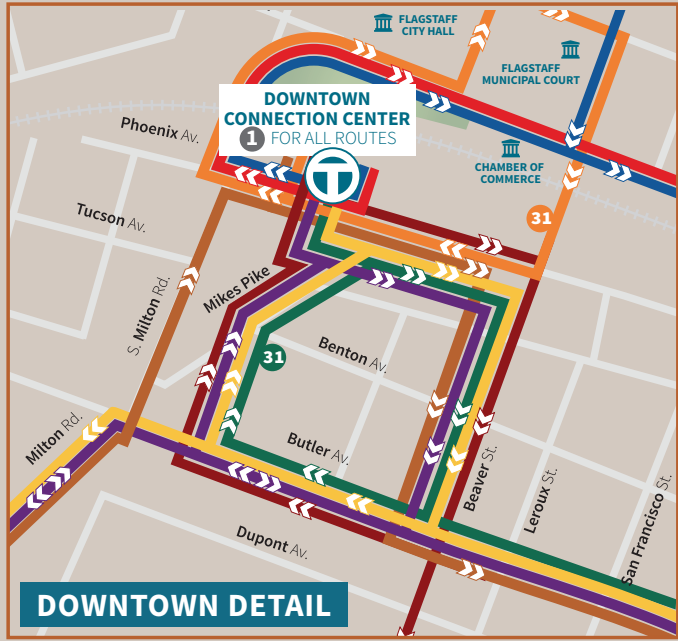 FLAGSTAFF
CITY HALL
FLAGSTAFF
MUNICIPAL COURT
DOWNTOWN
CONNECTION CENTER
1 FOR ALL ROUTES
Phoenix Av.
CHAMBER OF
COMMERCE
T
31
Tucson Av.
Mikes Pike
S. Milton Rd.
31
Benton Av.
Milton Rd.
Butler Av.
Beaver St.
Leroux St.
San Francisco St.
Dupont Av.
DOWNTOWN DETAIL